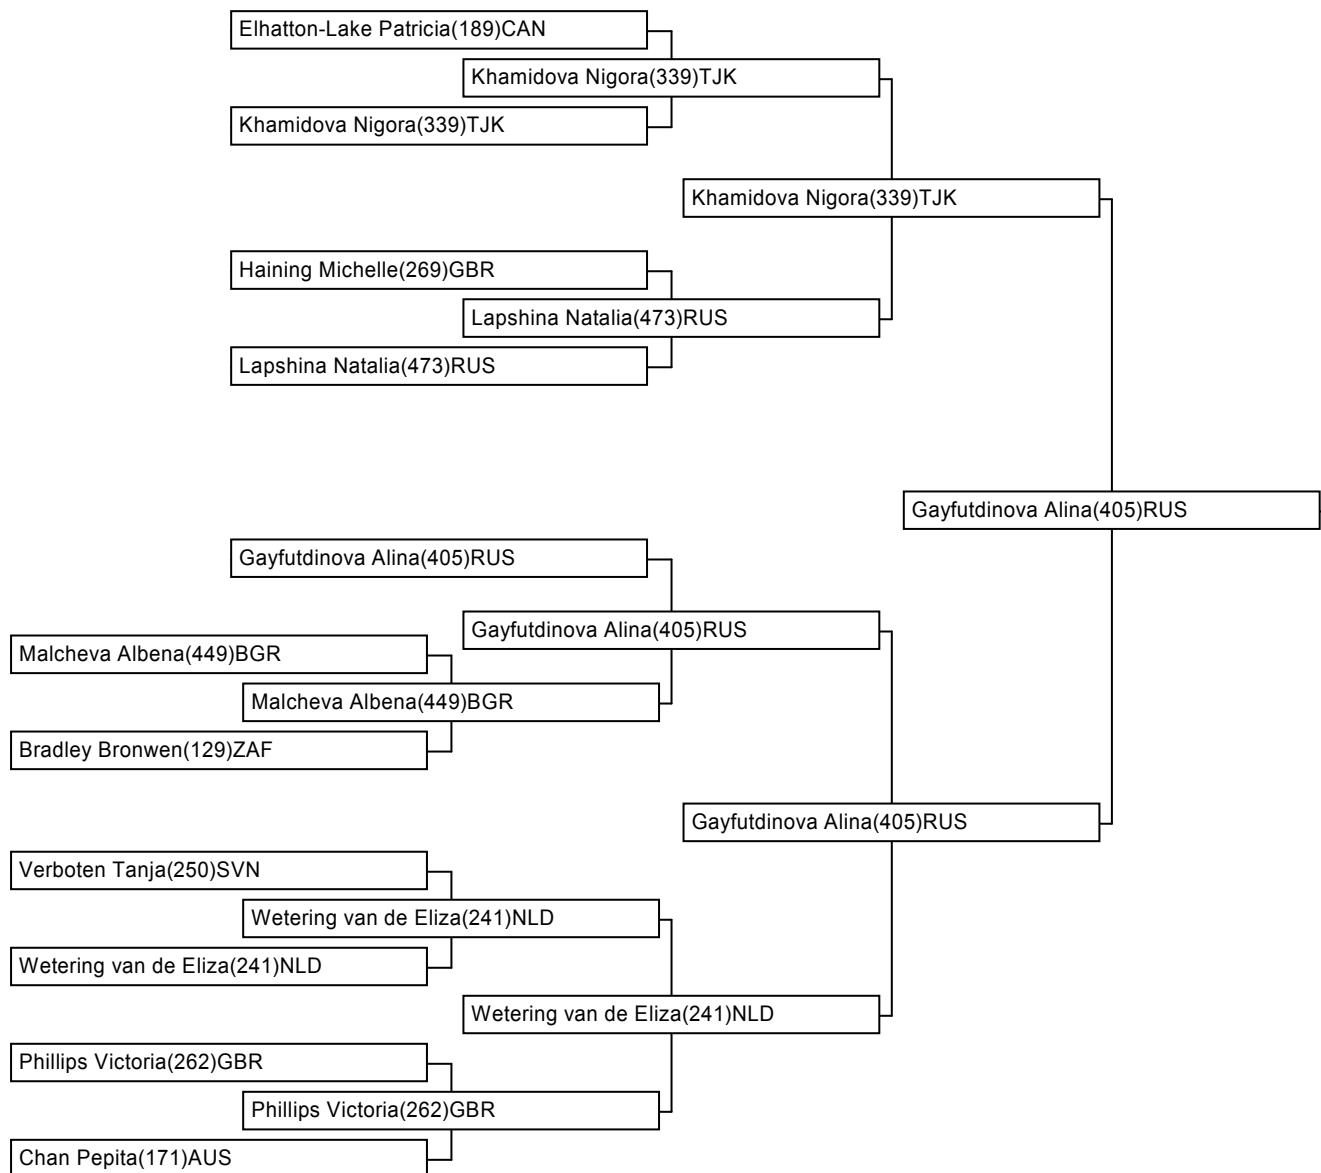 Elhatton-Lake Patricia(189)CAN
Khamidova Nigora(339)TJK
Khamidova Nigora(339)TJK
Khamidova Nigora(339)TJK
Haining Michelle(269)GBR
Lapshina Natalia(473)RUS
Lapshina Natalia(473)RUS
Gayfutdinova Alina(405)RUS
Gayfutdinova Alina(405)RUS
Gayfutdinova Alina(405)RUS
Malcheva Albena(449)BGR
Malcheva Albena(449)BGR
Bradley Bronwen(129)ZAF
Gayfutdinova Alina(405)RUS
Verboten Tanja(250)SVN
Wetering van de Eliza(241)NLD
Wetering van de Eliza(241)NLD
Wetering van de Eliza(241)NLD
Phillips Victoria(262)GBR
Phillips Victoria(262)GBR
Chan Pepita(171)AUS